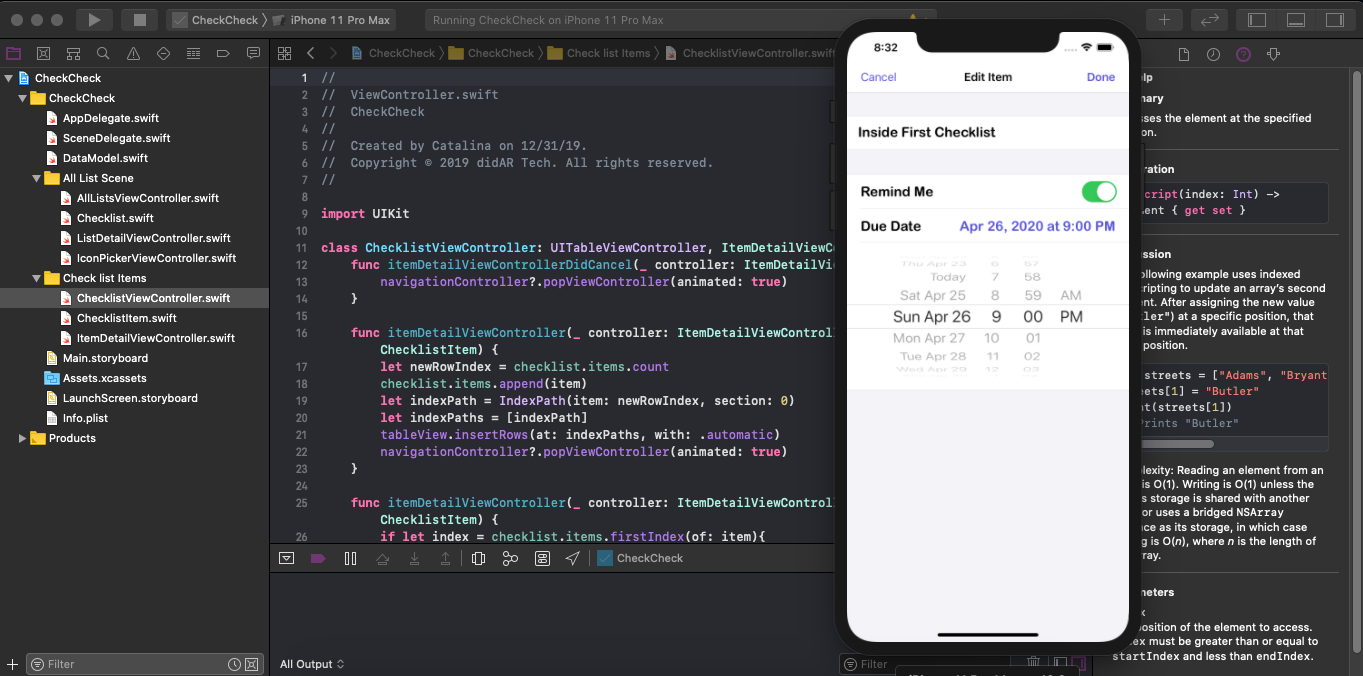 CheckCheck
iPhone 11 Pro Max
Running CheckCheck on iPhone 11 Pro Max
CheckCheck
CheckCheck
AppDelegate.swift
SceneDelegate.swift
DataModel.swift
All List Scene
AllListsViewController.swift
Checklist.swift
ListDetailViewController.swift
IconPickerViewController.swift
Check list Items
ChecklistViewController.swift
ChecklistItem.swift
ItemDetailViewController.swift
Main.storyboard
Assets.xcassets
LaunchScreen.storyboard
Info.plist
Products
Filter
CheckCheck
CheckCheck
Check list Items
ChecklistViewController.swift
1 //
2 // ViewController.swift
3 // CheckCheck
4 //
5 // Created by Catalina on 12/31/19.
6 // Copyright © 2019 didAR Tech. All rights reserved.
7 //
8
9 import UIKit
10
11 class ChecklistViewController: UITableViewController, ItemDetailViewC
12 func itemDetailViewControllerDidCancel(_ controller: ItemDetailVi
13 navigationController?.popViewController(animated: true)
14 }
15
16 func itemDetailViewController(_ controller: ItemDetailViewControl
ChecklistItem) {
17 let newRowIndex = checklist.items.count
18 checklist.items.append(item)
19 let indexPath = IndexPath(item: newRowIndex, section: 0)
20 let indexPaths = [indexPath]
21 tableView.insertRows(at: indexPaths, with: .automatic)
22 navigationController?.popViewController(animated: true)
23 }
24
25 func itemDetailViewController(_ controller: ItemDetailViewControl
ChecklistItem) {
26 if let index = checklist.items.firstIndex(of: item){
CheckCheck
All Output
Filter
8:32
Cancel
Edit Item
Done
Inside First Checklist
Remind Me
Due Date
Apr 26, 2020 at 9:00 PM
Thu Apr 23 6 57
Today 7 58
Sat Apr 25 8 59 AM
Sun Apr 26 9 00 PM
Mon Apr 27 10 01
Tue Apr 28 11 02
Wed Apr 29 12 03
lp
mary
sses the element at the specified
on.
ration
cript(index: Int) ->
ent { get set }
ssion
ollowing example uses indexed
ripting to update an array's second
nt. After assigning the new value
tler") at a specific position, that
is immediately available at that
position.
streets = ["Adams", "Bryant
ets[1] = "Butler"
nt(streets[1])
Prints "Butler"
plexity: Reading an element from an
is O(1). Writing is O(1) unless the
s storage is shared with another
or uses a bridged NSArray
nce as its storage, in which case
g is O(n), where n is the length of
rray.
meters
x
osition of the element to access.
ex must be greater than or equal to
startIndex and less than endIndex.